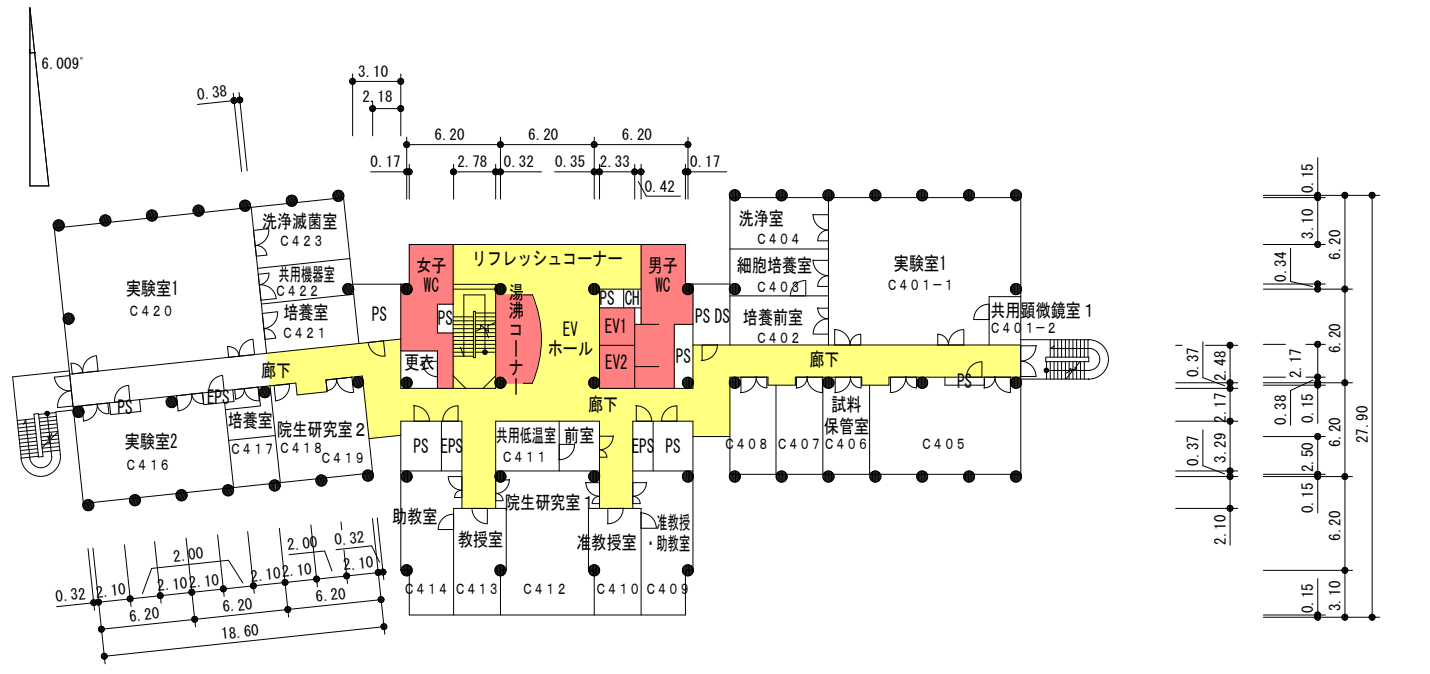 6.009°
0.38
3.10
2.18
6.20
6.20
6.20
0.17
2.78
0.32
0.35
2.33
0.17
0.42
洗浄滅菌室
C423
共用機器室
C422
培養室
C421
実験室1
C420
PS
廊下
PS
EPS
培養室
C417
実験室2
C416
院生研究室2
C418
C419
女子
WC
リフレッシュコーナー
男子
WC
PS
湯沸コーナー
EV
ホール
PS
CH
EV1
EV2
PS
PS
DS
更衣
廊下
PS
EPS
共用低温室
C411
前室
EPS
PS
助教室
教授室
院生研究室1
准教授室
准教授
・助教室
C414
C413
C412
C410
C409
洗浄室
C404
細胞培養室
C403
培養前室
C402
実験室1
C401-1
共用顕微鏡室1
C401-2
廊下
PS
試料
保管室
C408
C407
C406
C405
0.32
2.10
2.00
2.10
2.10
2.10
2.00
2.10
0.32
2.10
6.20
6.20
6.20
18.60
0.37
2.48
2.17
0.37
3.29
2.10
0.15
3.10
0.34
2.17
0.38
0.15
2.50
0.15
0.15
6.20
6.20
6.20
6.20
3.10
27.90